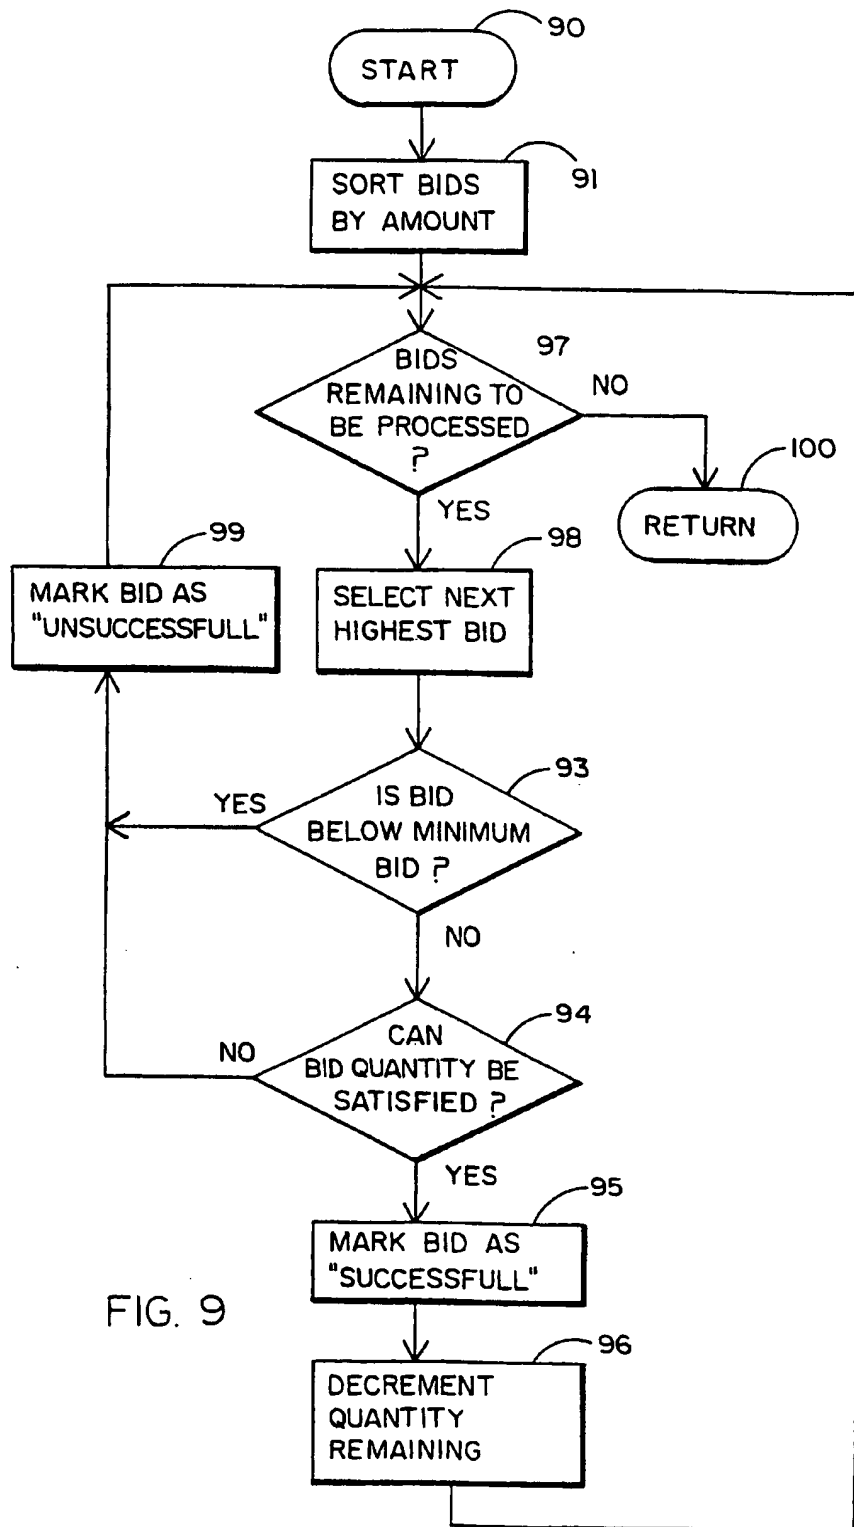 90
START
91
SORT BIDS
BY AMOUNT
97
BIDS
REMAINING TO
BE PROCESSED
?
NO
100
RETURN
YES
99
MARK BID AS
"UNSUCCESSFULL"
98
SELECT NEXT
HIGHEST BID
93
YES
IS BID
BELOW MINIMUM
BID ?
NO
94
CAN
BID QUANTITY BE
SATISFIED ?
NO
YES
95
MARK BID AS
"SUCCESSFULL"
FIG. 9
96
DECREMENT
QUANTITY
REMAINING